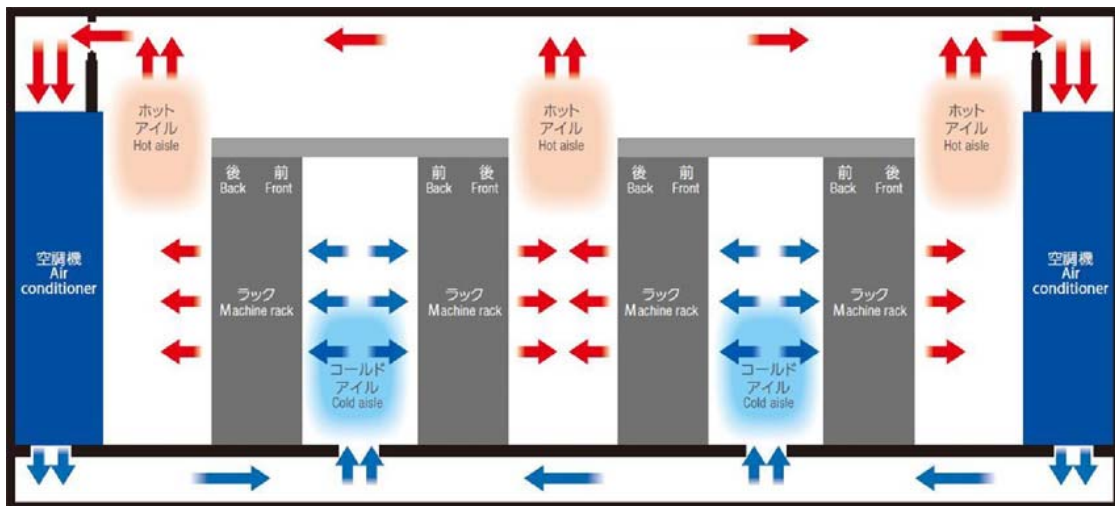 ホット
アイル
Hot aisle
ホット
アイル
Hot aisle
ホット
アイル
Hot aisle
後 前
Back Front
前 後
Back Front
後 前
Back Front
前 後
Back Front
空調機
Air
conditioner
ラック
Machine rack
ラック
Machine rack
ラック
Machine rack
ラック
Machine rack
空調機
Air
conditioner
コールド
アイル
Cold aisle
コールド
アイル
Cold aisle